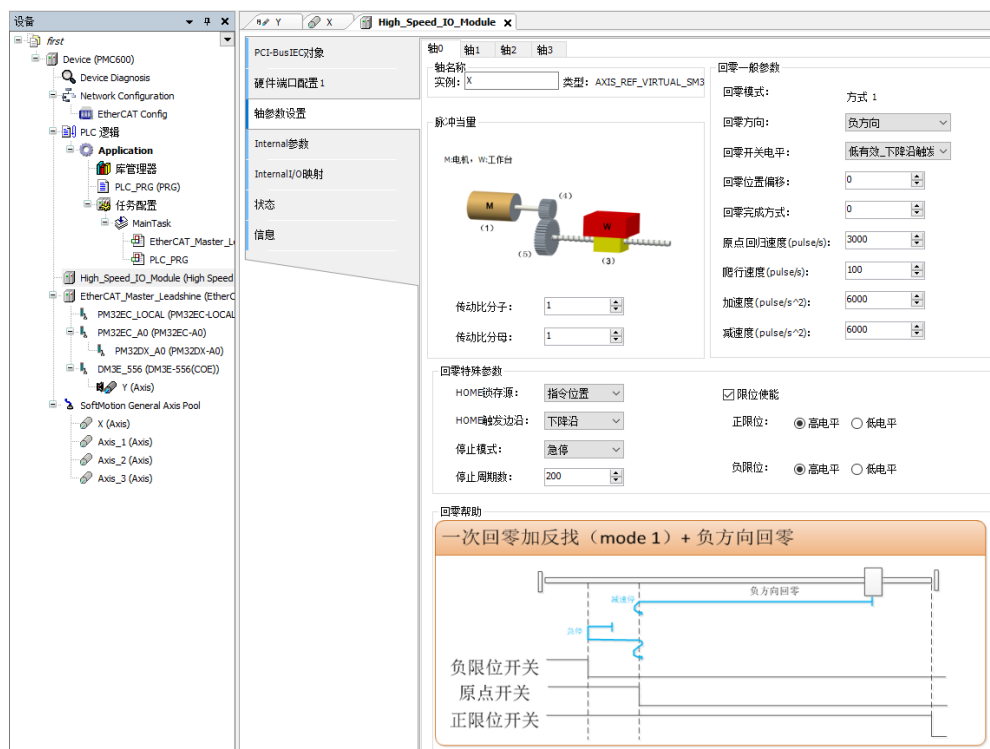 设备
first
Device (PMC600)
Device Diagnosis
Network Configuration
EtherCAT Config
PLC 逻辑
Application
库管理器
PLC_PRG (PRG)
任务配置
MainTask
EtherCAT_Master_L
PLC_PRG
High_Speed_IO_Module (High Speed
EtherCAT_Master_Leadshine (EtherC
PM32EC_LOCAL (PM32EC-LOCAL
PM32EC_A0 (PM32EC-A0)
PM32DX_A0 (PM32DX-A0)
DM3E_556 (DM3E-556(COE))
Y (Axis)
SoftMotion General Axis Pool
X (Axis)
Axis_1 (Axis)
Axis_2 (Axis)
Axis_3 (Axis)
Y
X
High_Speed_IO_Module
PCI-BusIEC对象
硬件端口配置1
轴参数设置
Internal参数
InternalI/O映射
状态
信息
轴0 轴1 轴2 轴3
轴名称
实例: X 类型: AXIS_REF_VIRTUAL_SM3
脉冲当量
M:电机, W:工作台
M
(1)
(4)
(5)
W
(3)
传动比分子: 1
传动比分母: 1
回零一般参数
回零模式: 方式 1
回零方向: 负方向
回零开关电平: 低有效_下降沿触发
回零位置偏移: 0
回零完成方式: 0
原点回归速度(pulse/s): 3000
爬行速度(pulse/s): 100
加速度(pulse/s^2): 6000
减速度(pulse/s^2): 6000
回零特殊参数
HOME锁存源: 指令位置
HOME触发边沿: 下降沿
停止模式: 急停
停止周期数: 200
限位使能
正限位: 高电平 低电平
负限位: 高电平 低电平
回零帮助
一次回零加反找（mode 1）+ 负方向回零
负方向回零
减速停
急停
负限位开关
原点开关
正限位开关